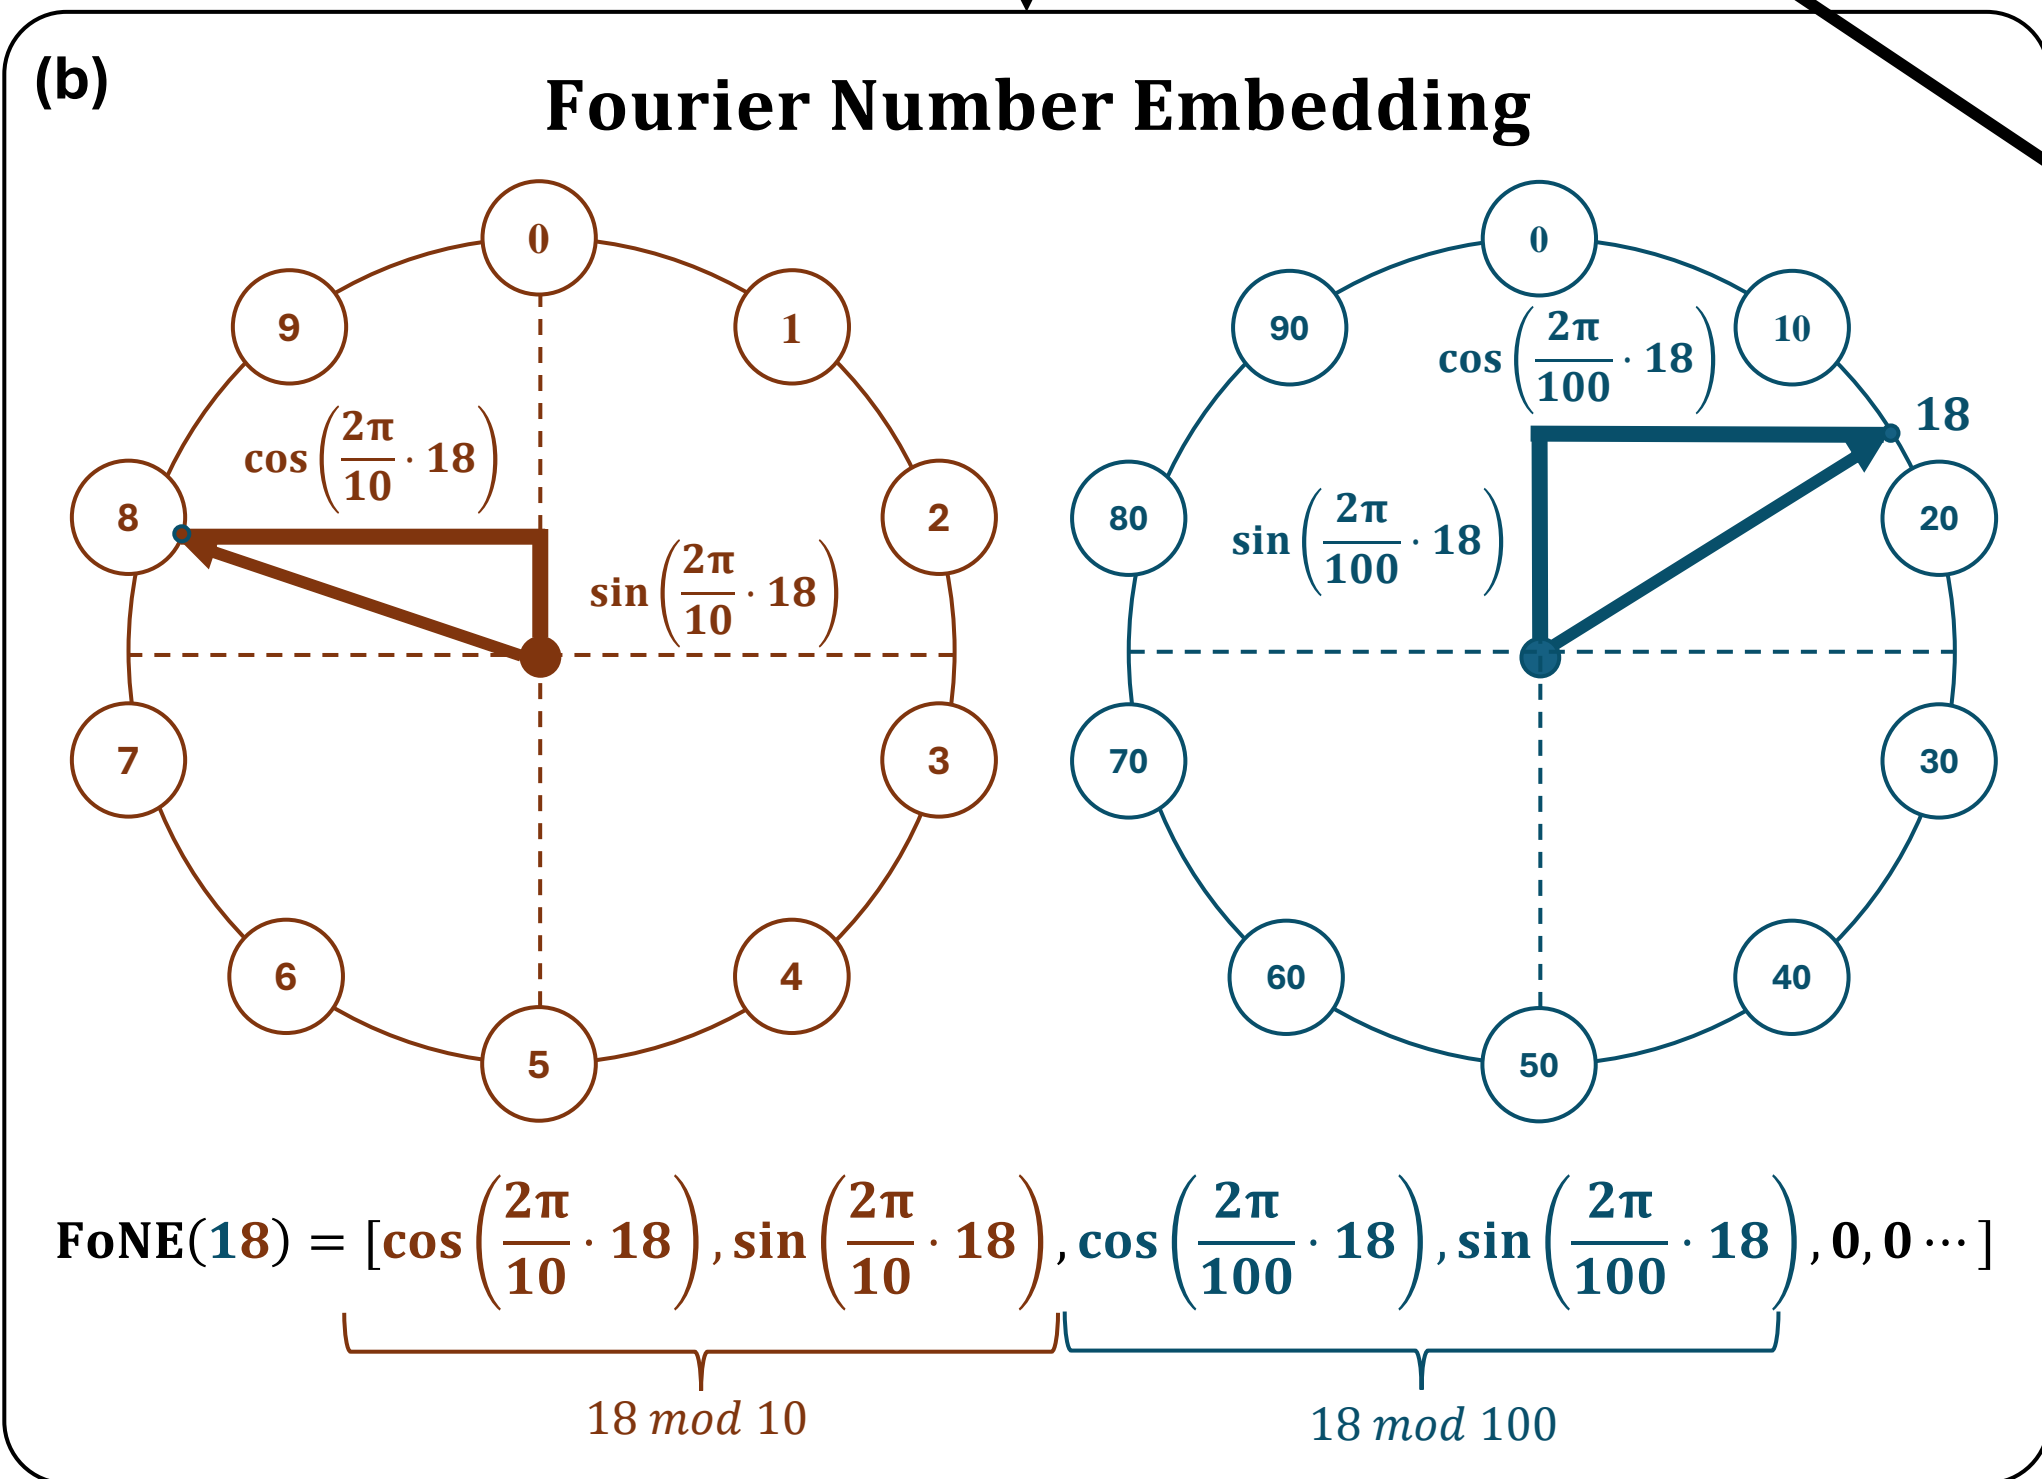 (b)
Fourier Number Embedding
0
1
2
3
4
5
6
7
8
9
cos(2π/10 · 18)
sin(2π/10 · 18)
0
10
18
20
30
40
50
60
70
80
90
cos(2π/100 · 18)
sin(2π/100 · 18)
FoNE(18) = [cos(2π/10 · 18), sin(2π/10 · 18), cos(2π/100 · 18), sin(2π/100 · 18), 0, 0 ⋯ ]
18 mod 10
18 mod 100